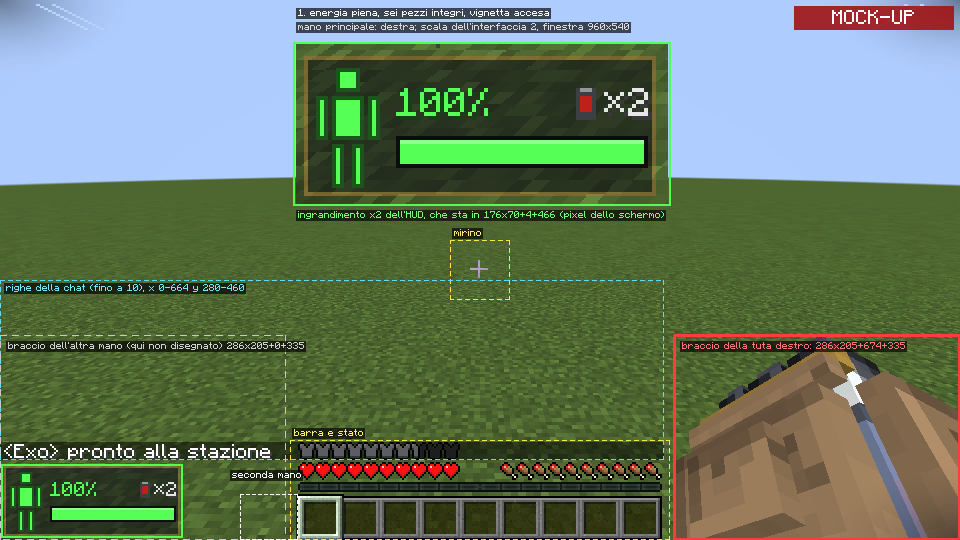 1. energia piena, sei pezzi integri, vignetta accesa
MOCK-UP
mano principale: destra; scala dell'interfaccia 2, finestra 960x540
100%
x2
ingrandimento x2 dell'HUD, che sta in 176x70+4+466 (pixel dello schermo)
mirino
righe della chat (fino a 10), x 0-664 y 280-460
braccio dell'altra mano (qui non disegnato) 286x205+0+335
braccio della tuta destro: 286x205+674+335
barra e stato
<Exo> pronto alla stazione
seconda mano
100%
x2